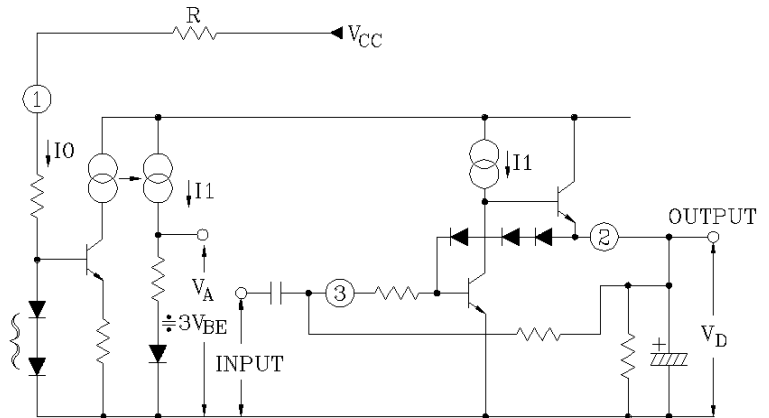 R
VCC
1
I0
I1
I1
OUTPUT
2
VA
3
≒3VBE
INPUT
VD
+